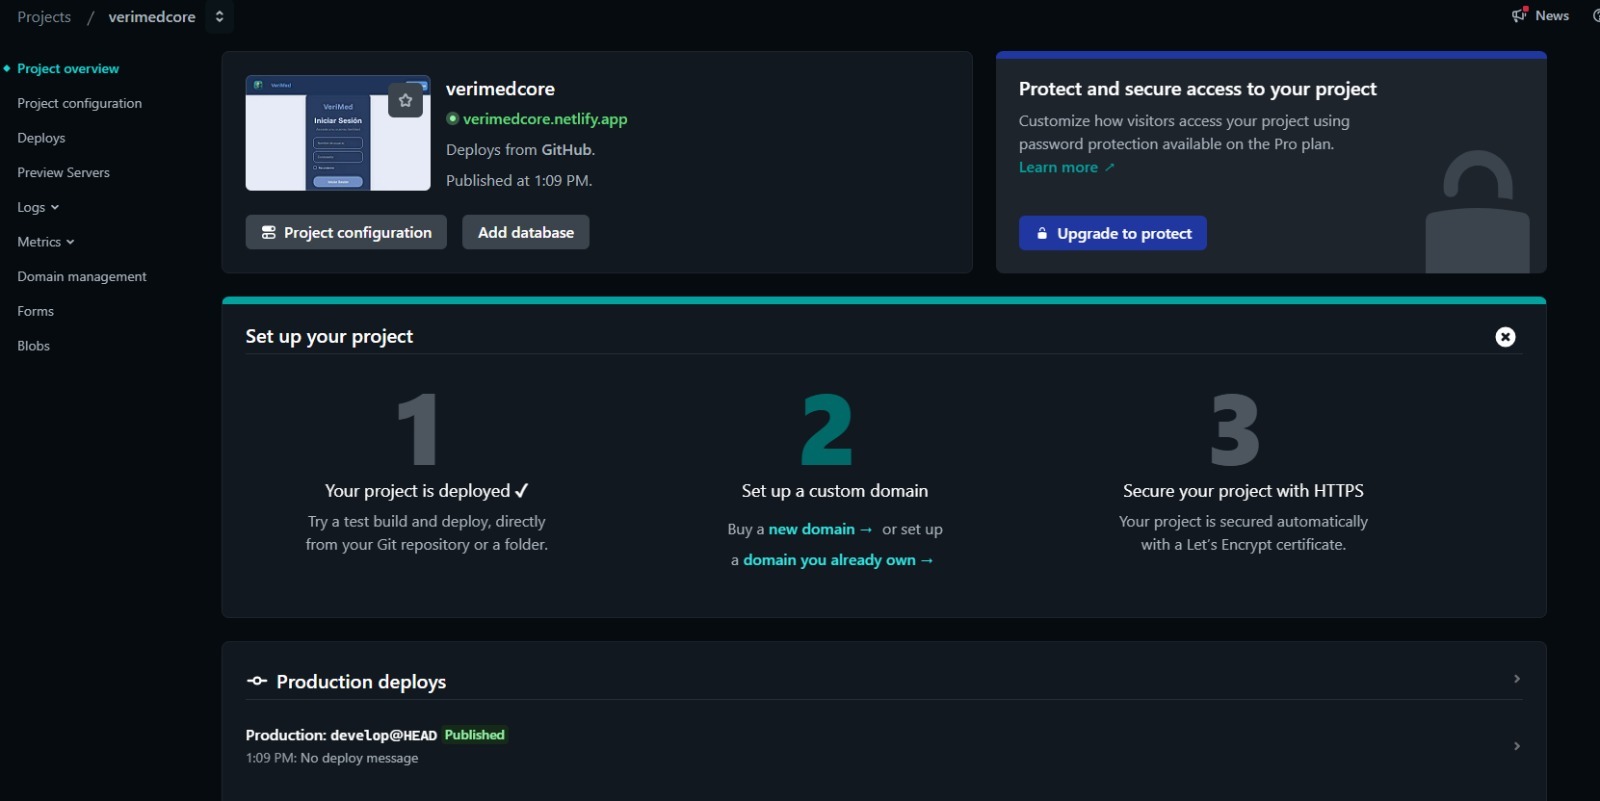 Projects / verimedcore
News
Project overview
Project configuration
Deploys
Preview Servers
Logs
Metrics
Domain management
Forms
Blobs
VeriMed
VeriMed
Iniciar Sesión
verimedcore
verimedcore.netlify.app
Deploys from GitHub.
Published at 1:09 PM.
Project configuration
Add database
Protect and secure access to your project
Customize how visitors access your project using
password protection available on the Pro plan.
Learn more ↗
Upgrade to protect
Set up your project
1
Your project is deployed ✓
Try a test build and deploy, directly
from your Git repository or a folder.
2
Set up a custom domain
Buy a new domain → or set up
a domain you already own →
3
Secure your project with HTTPS
Your project is secured automatically
with a Let’s Encrypt certificate.
Production deploys
Production: develop@HEAD Published
1:09 PM: No deploy message